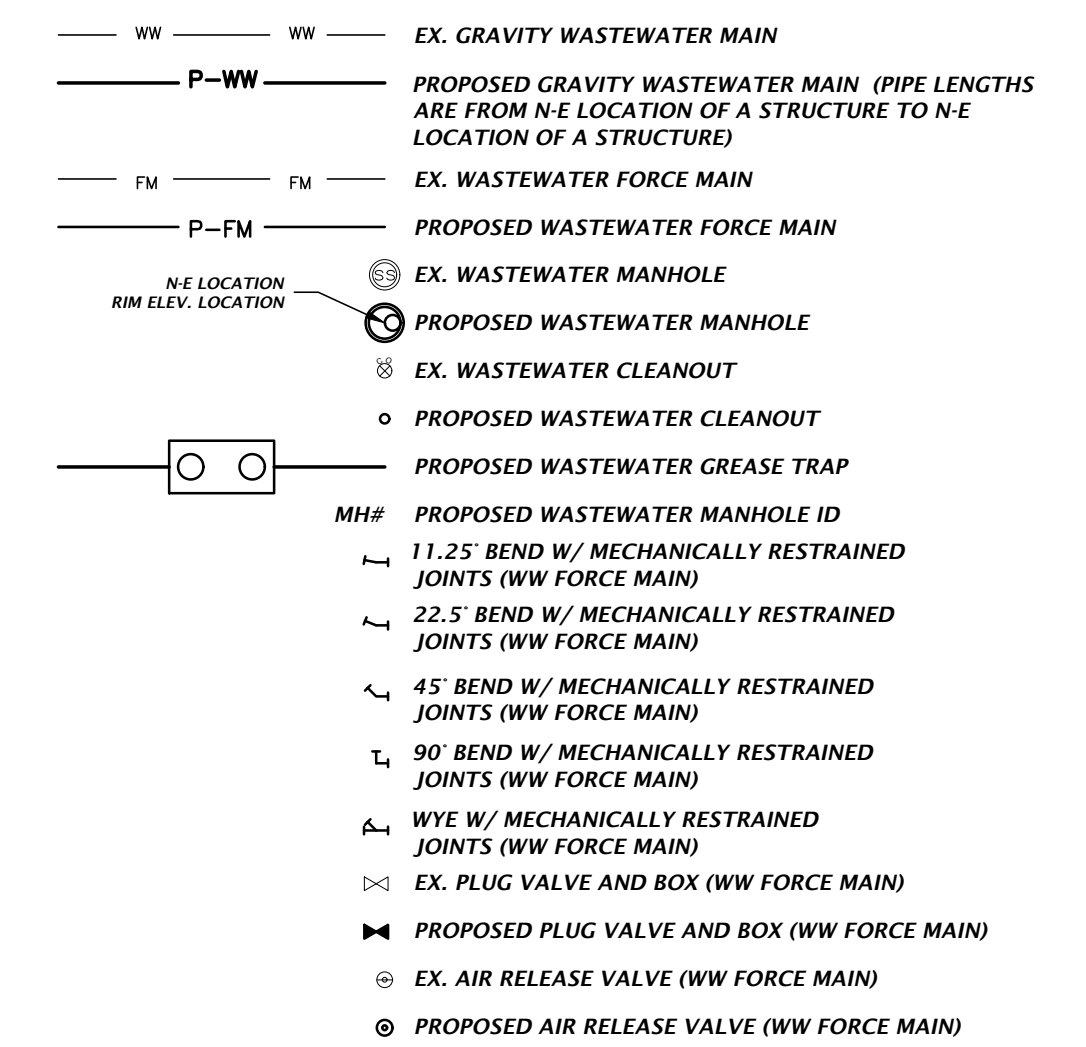 WW WW EX. GRAVITY WASTEWATER MAIN
P-WW PROPOSED GRAVITY WASTEWATER MAIN (PIPE LENGTHS
ARE FROM N-E LOCATION OF A STRUCTURE TO N-E
LOCATION OF A STRUCTURE)
FM FM EX. WASTEWATER FORCE MAIN
P-FM PROPOSED WASTEWATER FORCE MAIN
SS EX. WASTEWATER MANHOLE
N-E LOCATION
RIM ELEV. LOCATION
PROPOSED WASTEWATER MANHOLE
EX. WASTEWATER CLEANOUT
PROPOSED WASTEWATER CLEANOUT
PROPOSED WASTEWATER GREASE TRAP
MH# PROPOSED WASTEWATER MANHOLE ID
11.25° BEND W/ MECHANICALLY RESTRAINED
JOINTS (WW FORCE MAIN)
22.5° BEND W/ MECHANICALLY RESTRAINED
JOINTS (WW FORCE MAIN)
45° BEND W/ MECHANICALLY RESTRAINED
JOINTS (WW FORCE MAIN)
90° BEND W/ MECHANICALLY RESTRAINED
JOINTS (WW FORCE MAIN)
WYE W/ MECHANICALLY RESTRAINED
JOINTS (WW FORCE MAIN)
EX. PLUG VALVE AND BOX (WW FORCE MAIN)
PROPOSED PLUG VALVE AND BOX (WW FORCE MAIN)
EX. AIR RELEASE VALVE (WW FORCE MAIN)
PROPOSED AIR RELEASE VALVE (WW FORCE MAIN)